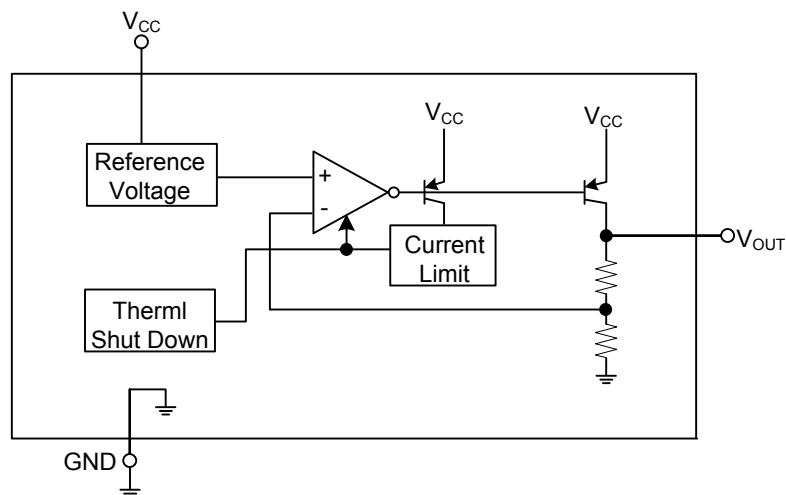 VCC
Reference
Voltage
+
-
VCC
VCC
Current
Limit
VOUT
Therml
Shut Down
GND